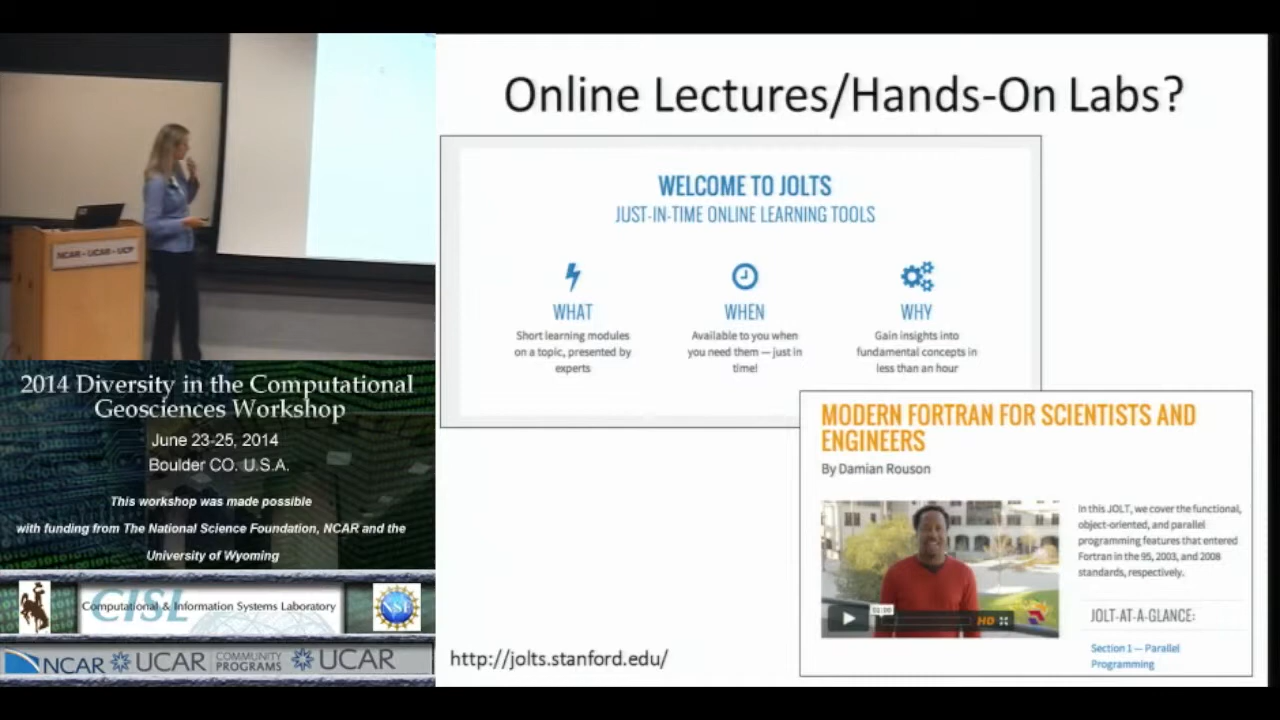 Online Lectures/Hands-On Labs?
WELCOME TO JOLTS
JUST-IN-TIME ONLINE LEARNING TOOLS
WHAT
Short learning modules
on a topic, presented by
experts
WHEN
Available to you when
you need them — just in
time!
WHY
Gain insights into
fundamental concepts in
less than an hour
MODERN FORTRAN FOR SCIENTISTS AND
ENGINEERS
By Damian Rouson
In this JOLT, we cover the functional,
object-oriented, and parallel
programming features that entered
Fortran in the 95, 2003, and 2008
standards, respectively.
JOLT-AT-A-GLANCE:
Section 1 — Parallel
Programming
HD
http://jolts.stanford.edu/
NCAR - UCAR - UCP
2014 Diversity in the Computational
Geosciences Workshop
June 23-25, 2014
Boulder CO. U.S.A.
This workshop was made possible
with funding from The National Science Foundation, NCAR and the
University of Wyoming
CISL
Computational & Information Systems Laboratory
NSF
NCAR
UCAR
COMMUNITY
PROGRAMS
UCAR